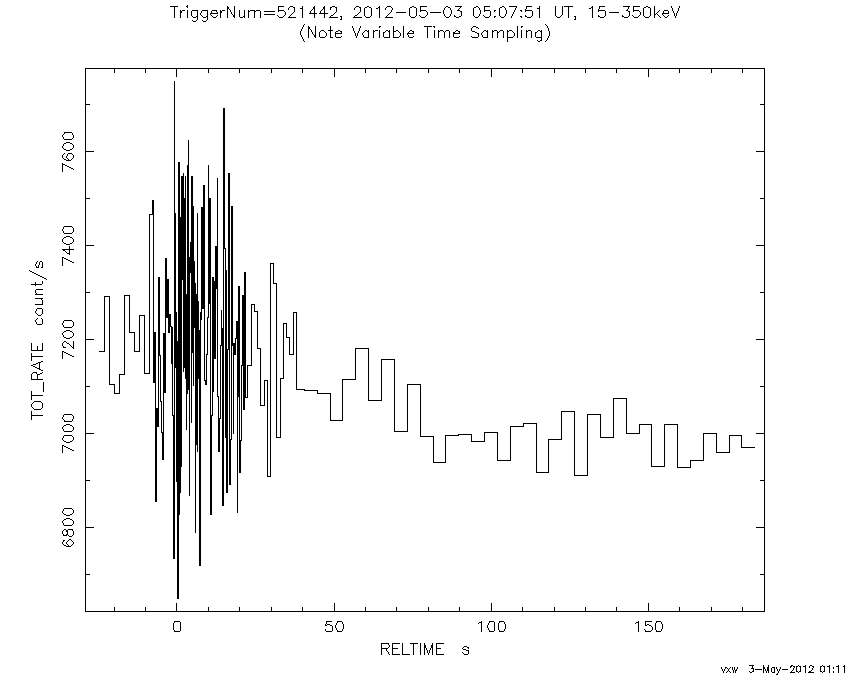 TriggerNum=521442, 2012-05-03 05:07:51 UT, 15-350keV
(Note Variable Time Sampling)
TOT_RATE count/s
7600
7400
7200
7000
6800
0 50 100 150
RELTIME s
vxw 3-May-2012 01:11